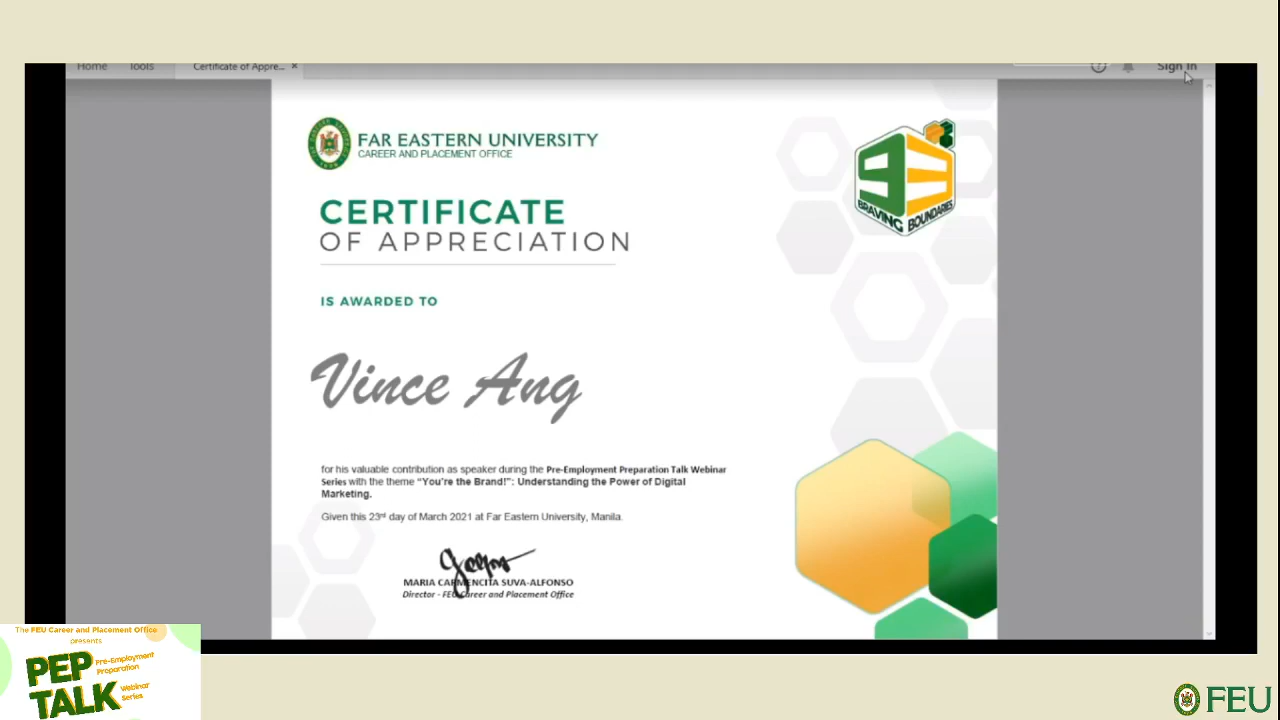 Home Tools Certificate of Appre... × Sign In
FAR EASTERN UNIVERSITY
CAREER AND PLACEMENT OFFICE
93
BRAVING BOUNDARIES
CERTIFICATE
OF APPRECIATION
IS AWARDED TO
Vince Ang
for his valuable contribution as speaker during the Pre-Employment Preparation Talk Webinar
Series with the theme “You're the Brand!”: Understanding the Power of Digital
Marketing.
Given this 23rd day of March 2021 at Far Eastern University, Manila.
MARIA CARMENCITA SUVA-ALFONSO
Director - FEU Career and Placement Office
The FEU Career and Placement Office
presents
PEP
TALK
Pre-Employment
Preparation
Webinar
Series
FEU